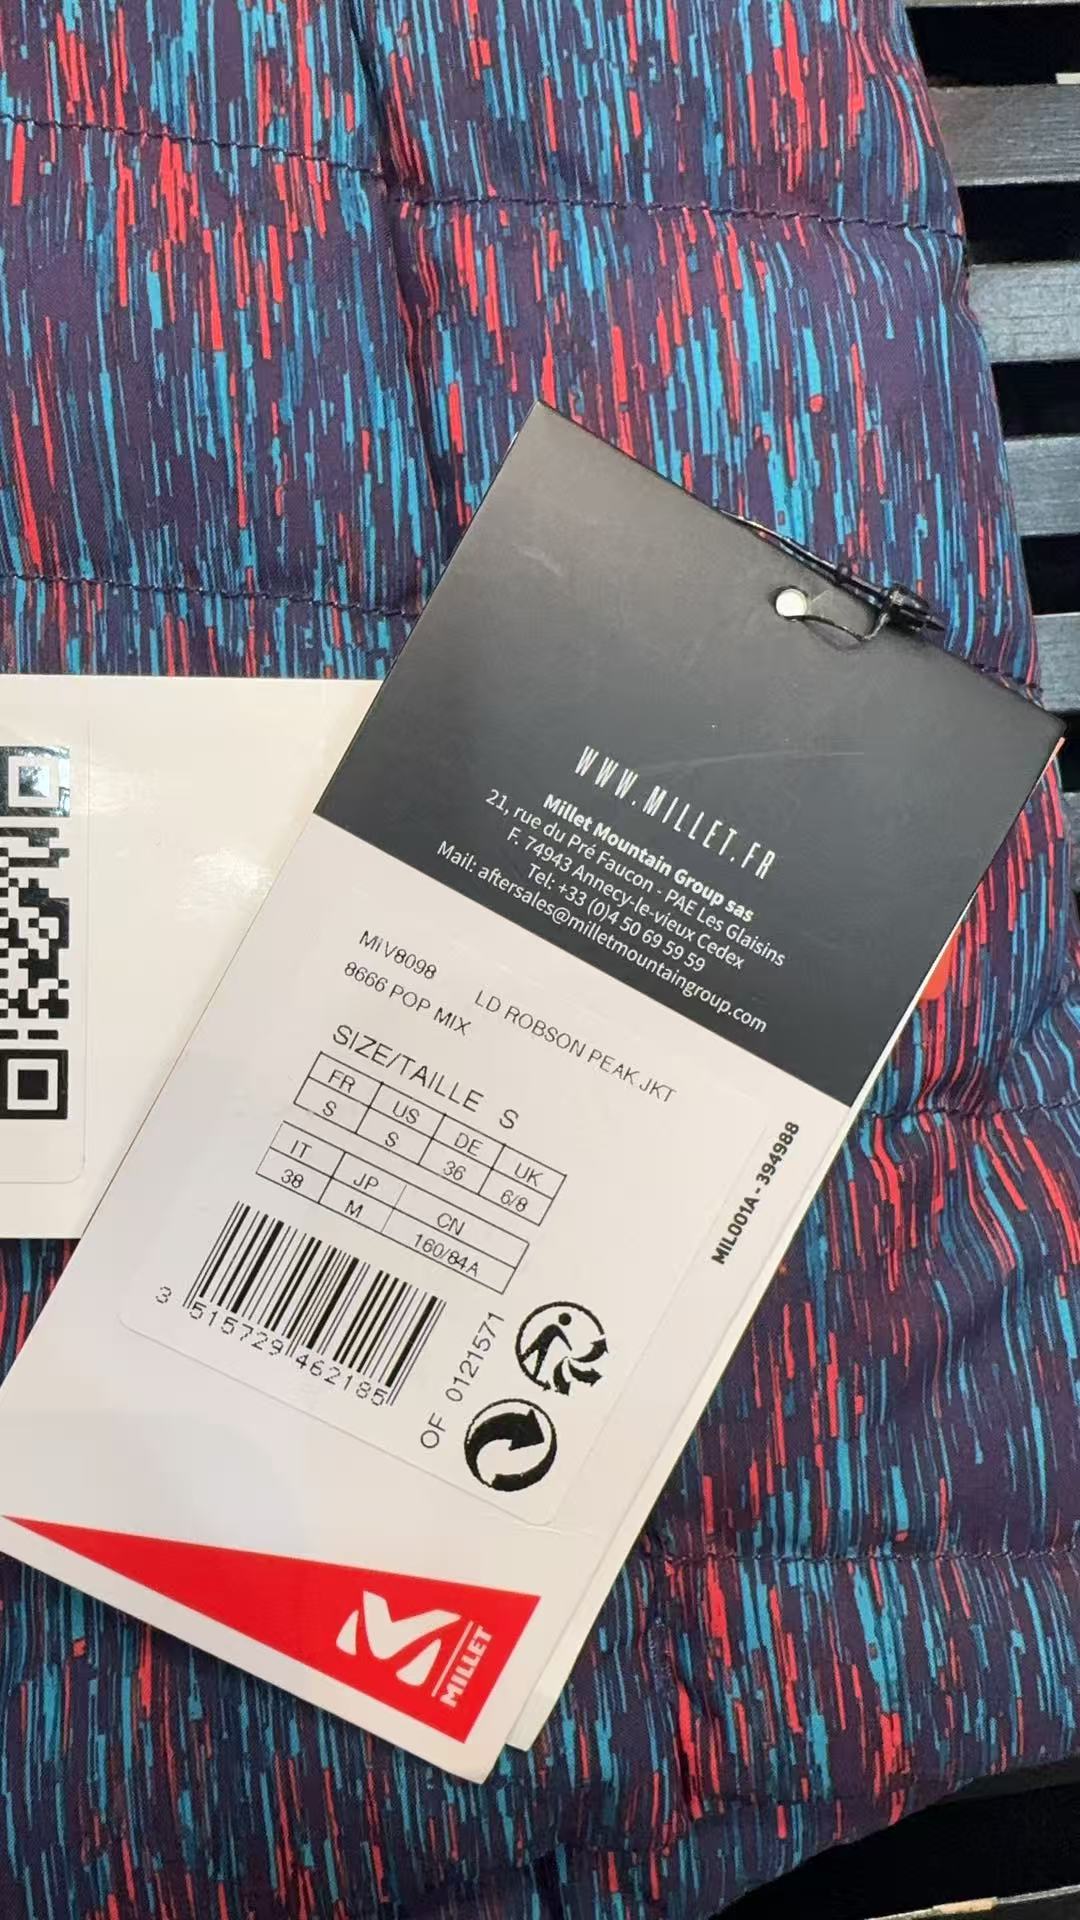 WWW.MILLET.FR
Millet Mountain Group sas
21, rue du Pré Faucon - PAE Les Glaisins
F. 74943 Annecy-le-vieux Cedex
Tel: +33 (0)4 50 69 59 59
Mail: aftersales@milletmountaingroup.com
MIV8098 LD ROBSON PEAK JKT
8666 POP MIX
SIZE/TAILLE S
FR US DE UK
S S 36 6/8
IT JP CN
38 M 160/84A
3 515729 462185
OF 0121571
MIL001A - 394988
MILLET